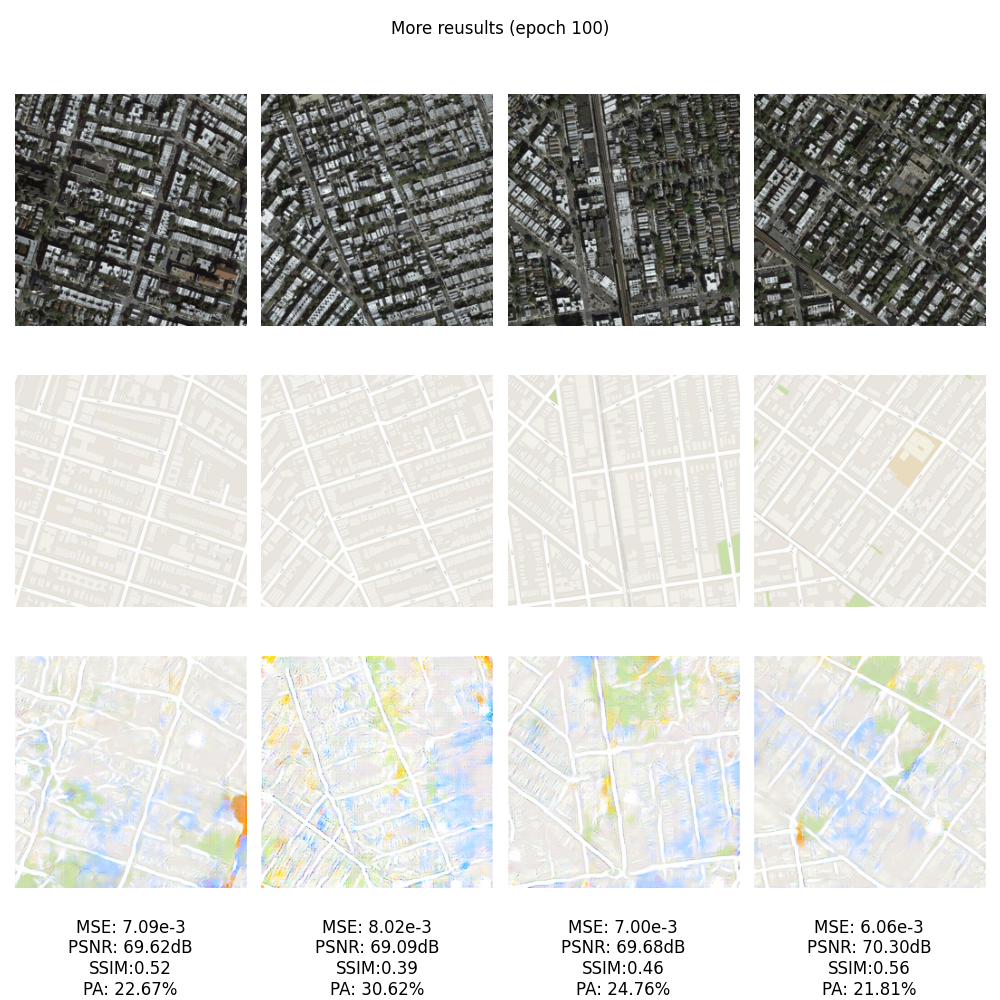 More reusults (epoch 100)
MSE: 7.09e-3
PSNR: 69.62dB
SSIM:0.52
PA: 22.67%
MSE: 8.02e-3
PSNR: 69.09dB
SSIM:0.39
PA: 30.62%
MSE: 7.00e-3
PSNR: 69.68dB
SSIM:0.46
PA: 24.76%
MSE: 6.06e-3
PSNR: 70.30dB
SSIM:0.56
PA: 21.81%